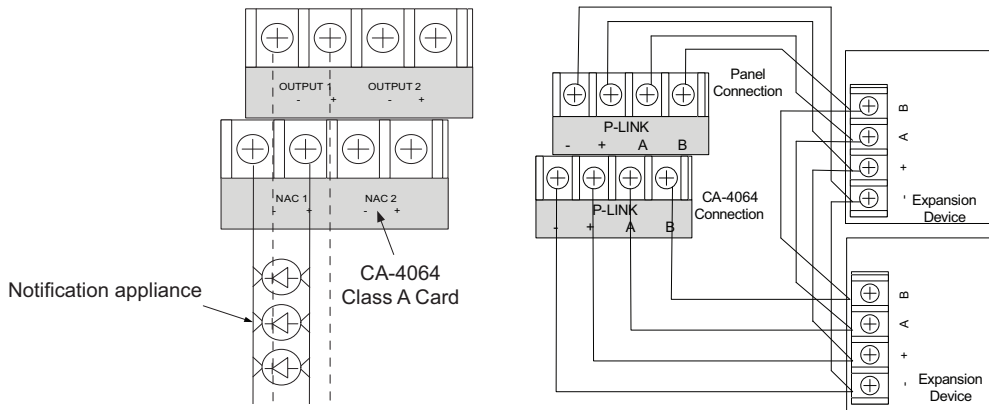 OUTPUT 1 OUTPUT 2
- + - +
NAC 1 NAC 2
- + - +
Notification appliance
CA-4064
Class A Card
Panel
Connection
P-LINK
- + A B
CA-4064
Connection
P-LINK
- + A B
B
A
+
-
Expansion
Device
B
A
+
-
Expansion
Device